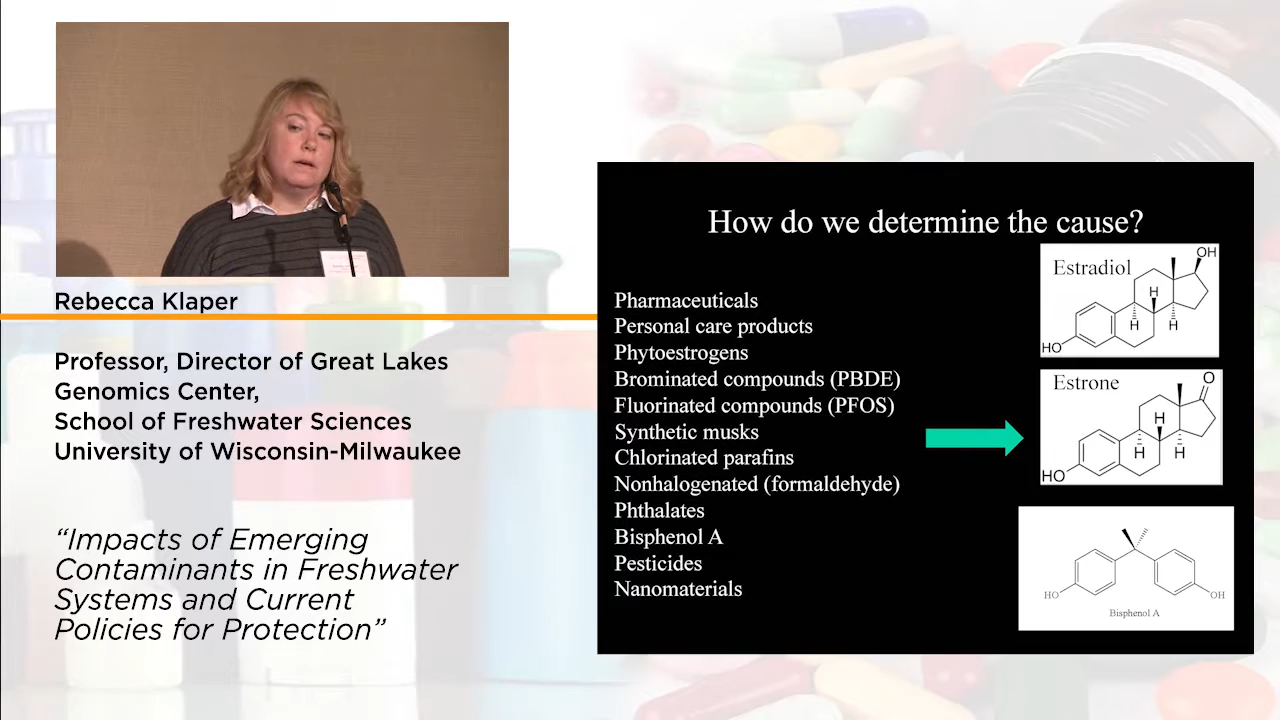 Rebecca Klaper
Professor, Director of Great Lakes
Genomics Center,
School of Freshwater Sciences
University of Wisconsin-Milwaukee
“Impacts of Emerging
Contaminants in Freshwater
Systems and Current
Policies for Protection”
How do we determine the cause?
Pharmaceuticals
Personal care products
Phytoestrogens
Brominated compounds (PBDE)
Fluorinated compounds (PFOS)
Synthetic musks
Chlorinated parafins
Nonhalogenated (formaldehyde)
Phthalates
Bisphenol A
Pesticides
Nanomaterials
Estradiol
OH
H
H
H
HO
Estrone
O
H
H
H
HO
HO
OH
Bisphenol A